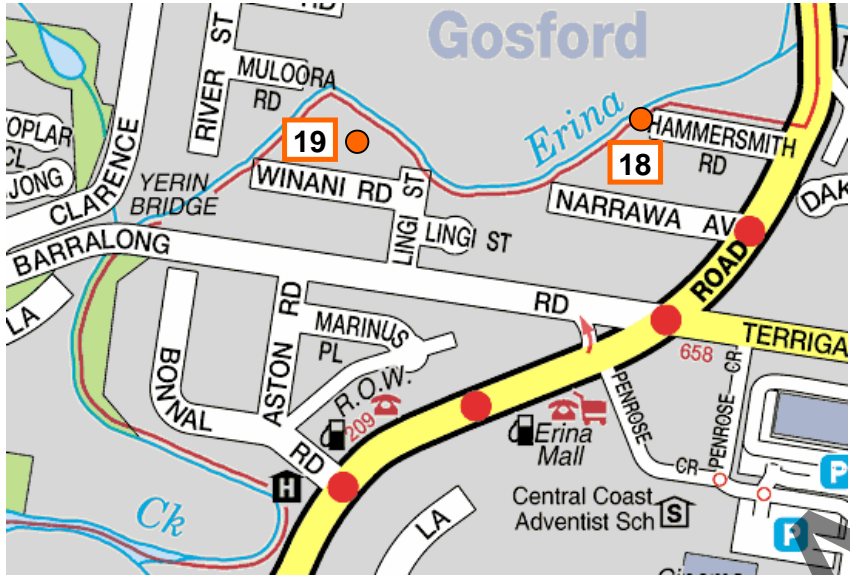 RD
Gosford
RIVER ST
MULOORA
RD
Erina
19
18
HAMMERSMITH
RD
OPLAR
CL
JONG
CLARENCE
YERIN
BRIDGE
WINANI RD
LINGI ST
LINGI ST
NARRAWA AV
DAK
BARRALONG
RD
ROAD
TERRIGA
LA
BONNAL
RD
ASTON RD
MARINUS
PL
R.O.W.
209
658
PENROSE
CR
PENROSE CR
Erina
Mall
H
Central Coast
Adventist Sch
S
P
P
Ck
LA